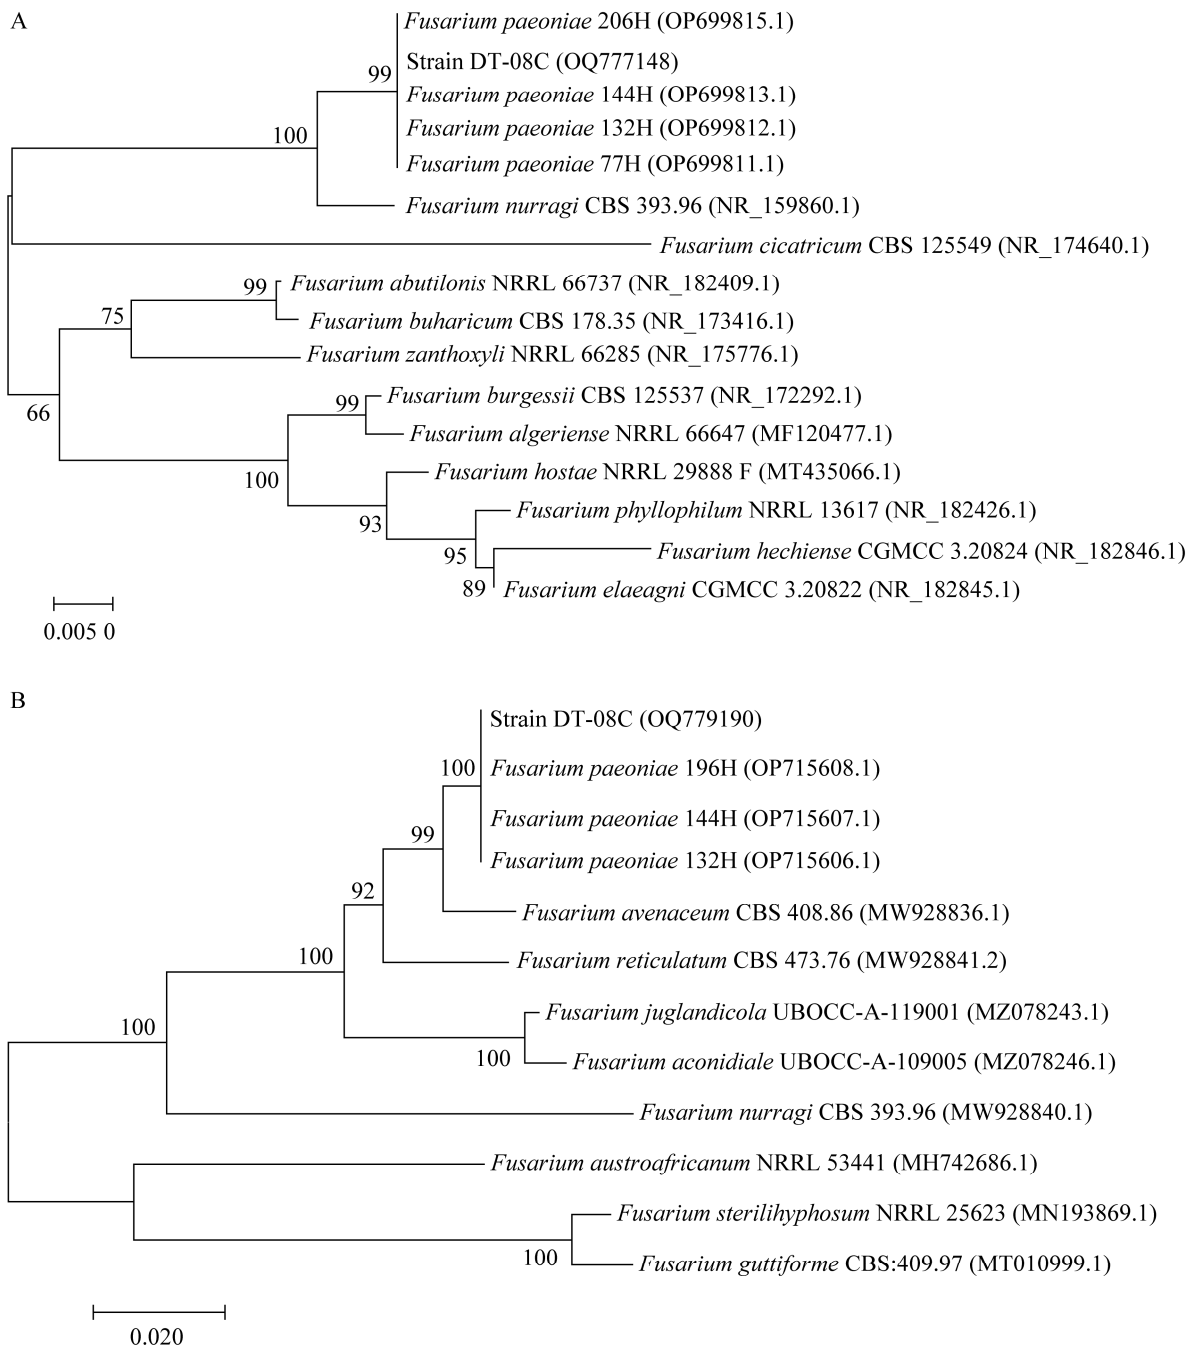 A
Fusarium paeoniae 206H (OP699815.1)
Strain DT-08C (OQ777148)
99
Fusarium paeoniae 144H (OP699813.1)
Fusarium paeoniae 132H (OP699812.1)
100
Fusarium paeoniae 77H (OP699811.1)
Fusarium nurragi CBS 393.96 (NR_159860.1)
Fusarium cicatricum CBS 125549 (NR_174640.1)
99
Fusarium abutilonis NRRL 66737 (NR_182409.1)
75
Fusarium buharicum CBS 178.35 (NR_173416.1)
Fusarium zanthoxyli NRRL 66285 (NR_175776.1)
Fusarium burgessii CBS 125537 (NR_172292.1)
99
66
Fusarium algeriense NRRL 66647 (MF120477.1)
Fusarium hostae NRRL 29888 F (MT435066.1)
100
Fusarium phyllophilum NRRL 13617 (NR_182426.1)
93
Fusarium hechiense CGMCC 3.20824 (NR_182846.1)
95
89
Fusarium elaeagni CGMCC 3.20822 (NR_182845.1)
0.005 0
B
Strain DT-08C (OQ779190)
100
Fusarium paeoniae 196H (OP715608.1)
Fusarium paeoniae 144H (OP715607.1)
99
Fusarium paeoniae 132H (OP715606.1)
92
Fusarium avenaceum CBS 408.86 (MW928836.1)
100
Fusarium reticulatum CBS 473.76 (MW928841.2)
Fusarium juglandicola UBOCC-A-119001 (MZ078243.1)
100
100
Fusarium aconidiale UBOCC-A-109005 (MZ078246.1)
Fusarium nurragi CBS 393.96 (MW928840.1)
Fusarium austroafricanum NRRL 53441 (MH742686.1)
Fusarium sterilihyphosum NRRL 25623 (MN193869.1)
100
Fusarium guttiforme CBS:409.97 (MT010999.1)
0.020